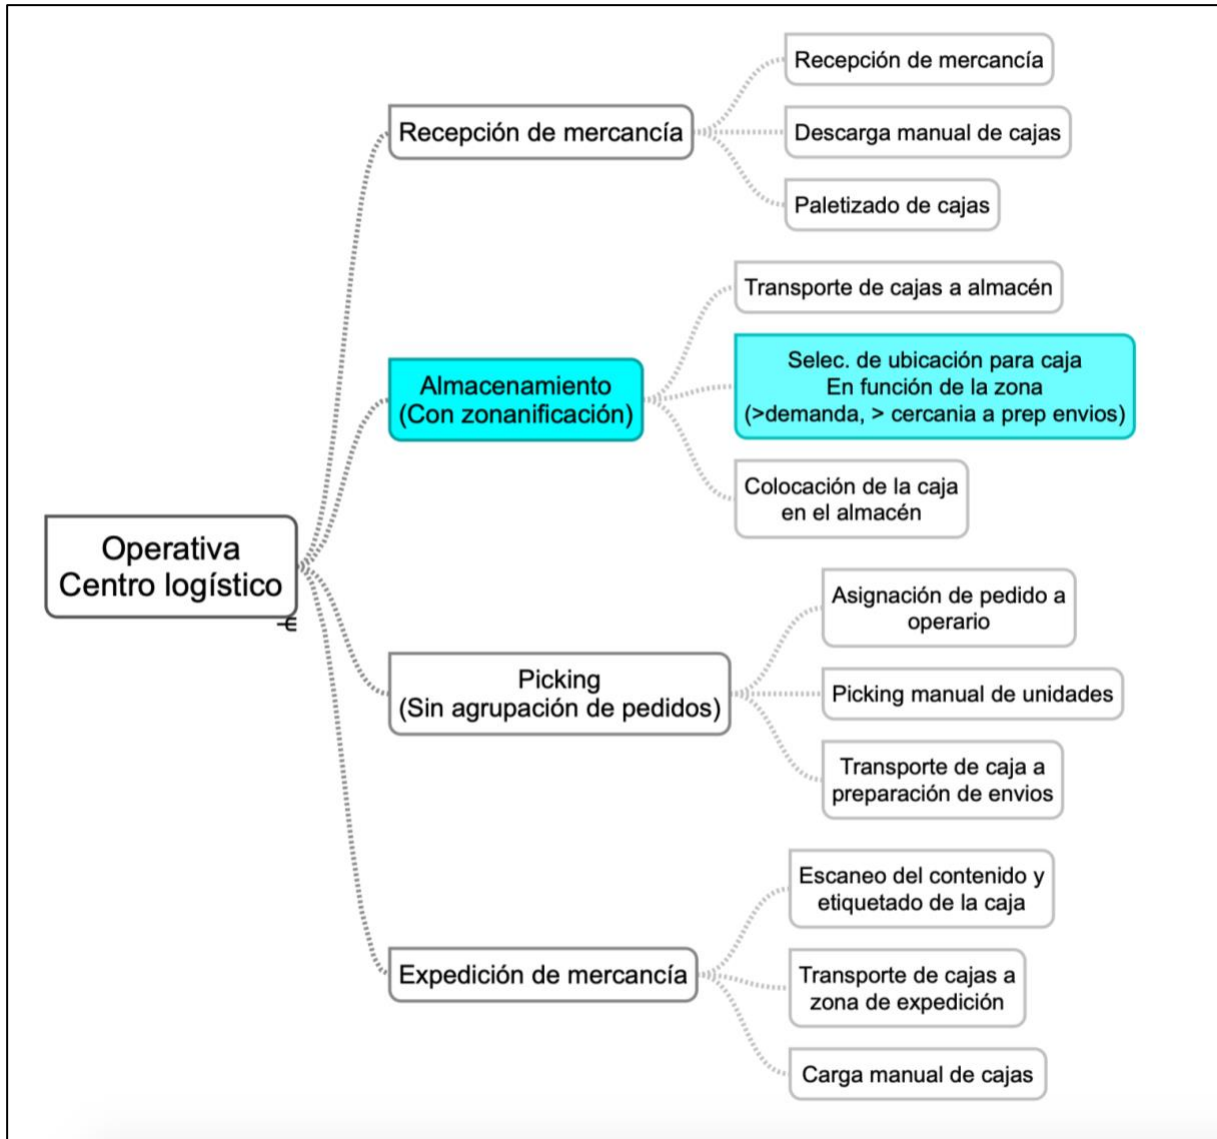 Recepción de mercancía
Recepción de mercancía
Descarga manual de cajas
Paletizado de cajas
Almacenamiento
(Con zonanificación)
Transporte de cajas a almacén
Selec. de ubicación para caja
En función de la zona
(>demanda, > cercania a prep envios)
Colocación de la caja
en el almacén
Operativa
Centro logístico
Picking
(Sin agrupación de pedidos)
Asignación de pedido a
operario
Picking manual de unidades
Transporte de caja a
preparación de envios
Expedición de mercancía
Escaneo del contenido y
etiquetado de la caja
Transporte de cajas a
zona de expedición
Carga manual de cajas